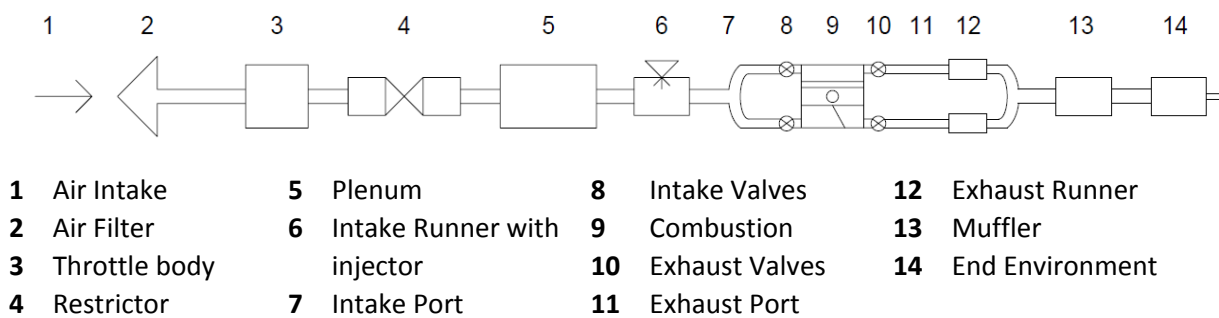 1 2 3 4 5 6 7 8 9 10 11 12 13 14
1 Air Intake
2 Air Filter
3 Throttle body
4 Restrictor
5 Plenum
6 Intake Runner with
injector
7 Intake Port
8 Intake Valves
9 Combustion
10 Exhaust Valves
11 Exhaust Port
12 Exhaust Runner
13 Muffler
14 End Environment